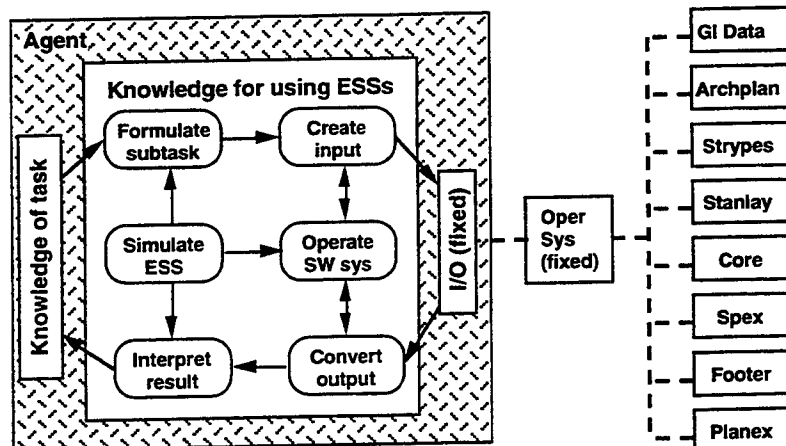 Agent
Knowledge for using ESSs
Formulate
subtask
Create
input
Simulate
ESS
Operate
SW sys
Interpret
result
Convert
output
Knowledge of task
I/O (fixed)
Oper
Sys
(fixed)
GI Data
Archplan
Strypes
Stanlay
Core
Spex
Footer
Planex